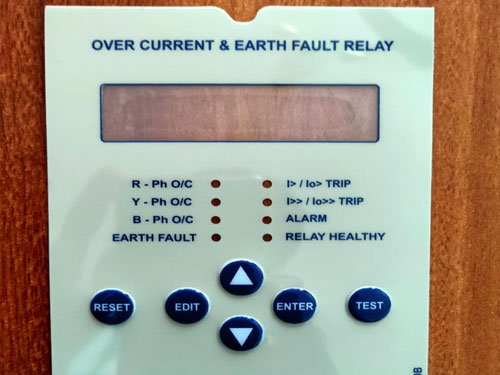 OVER CURRENT & EARTH FAULT RELAY
R - Ph O/C
I> / Io> TRIP
Y - Ph O/C
I>> / Io>> TRIP
B - Ph O/C
ALARM
EARTH FAULT
RELAY HEALTHY
RESET
EDIT
ENTER
TEST